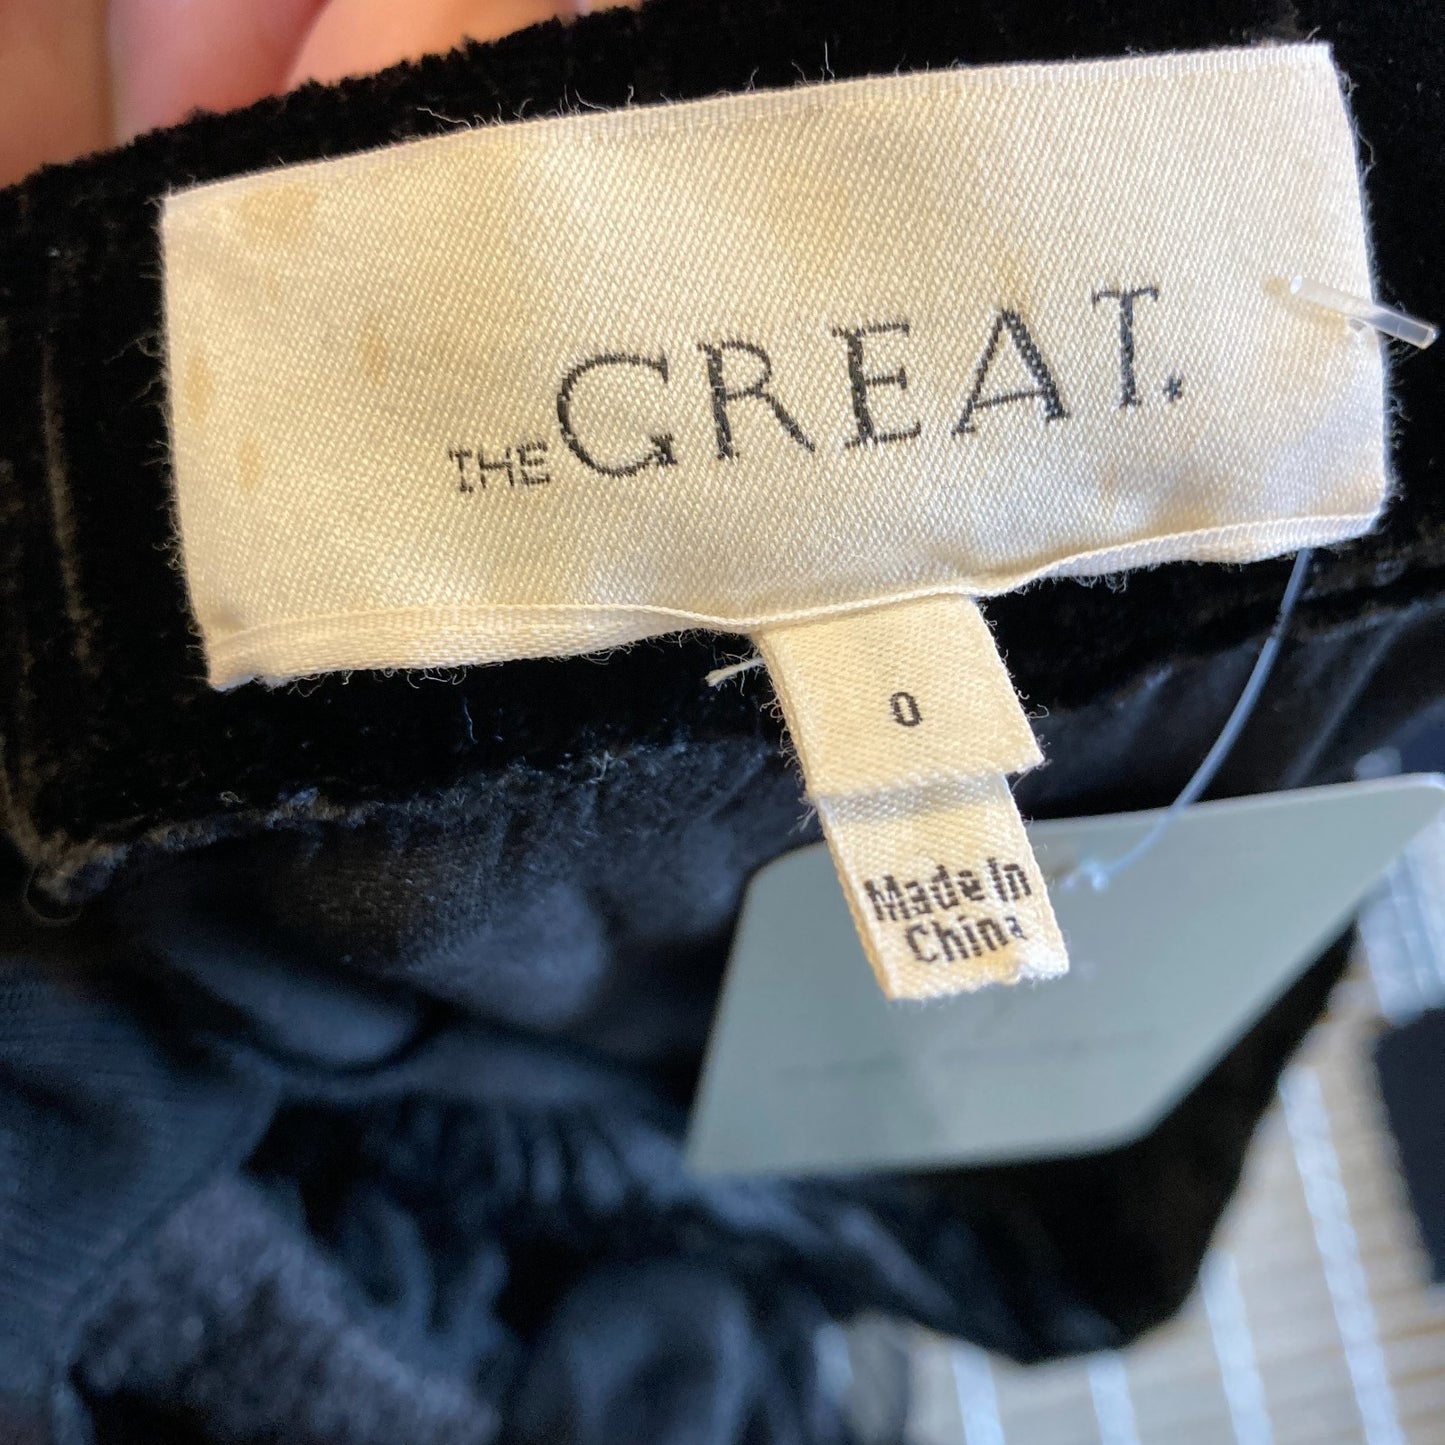 THE GREAT.
0
Made In
China